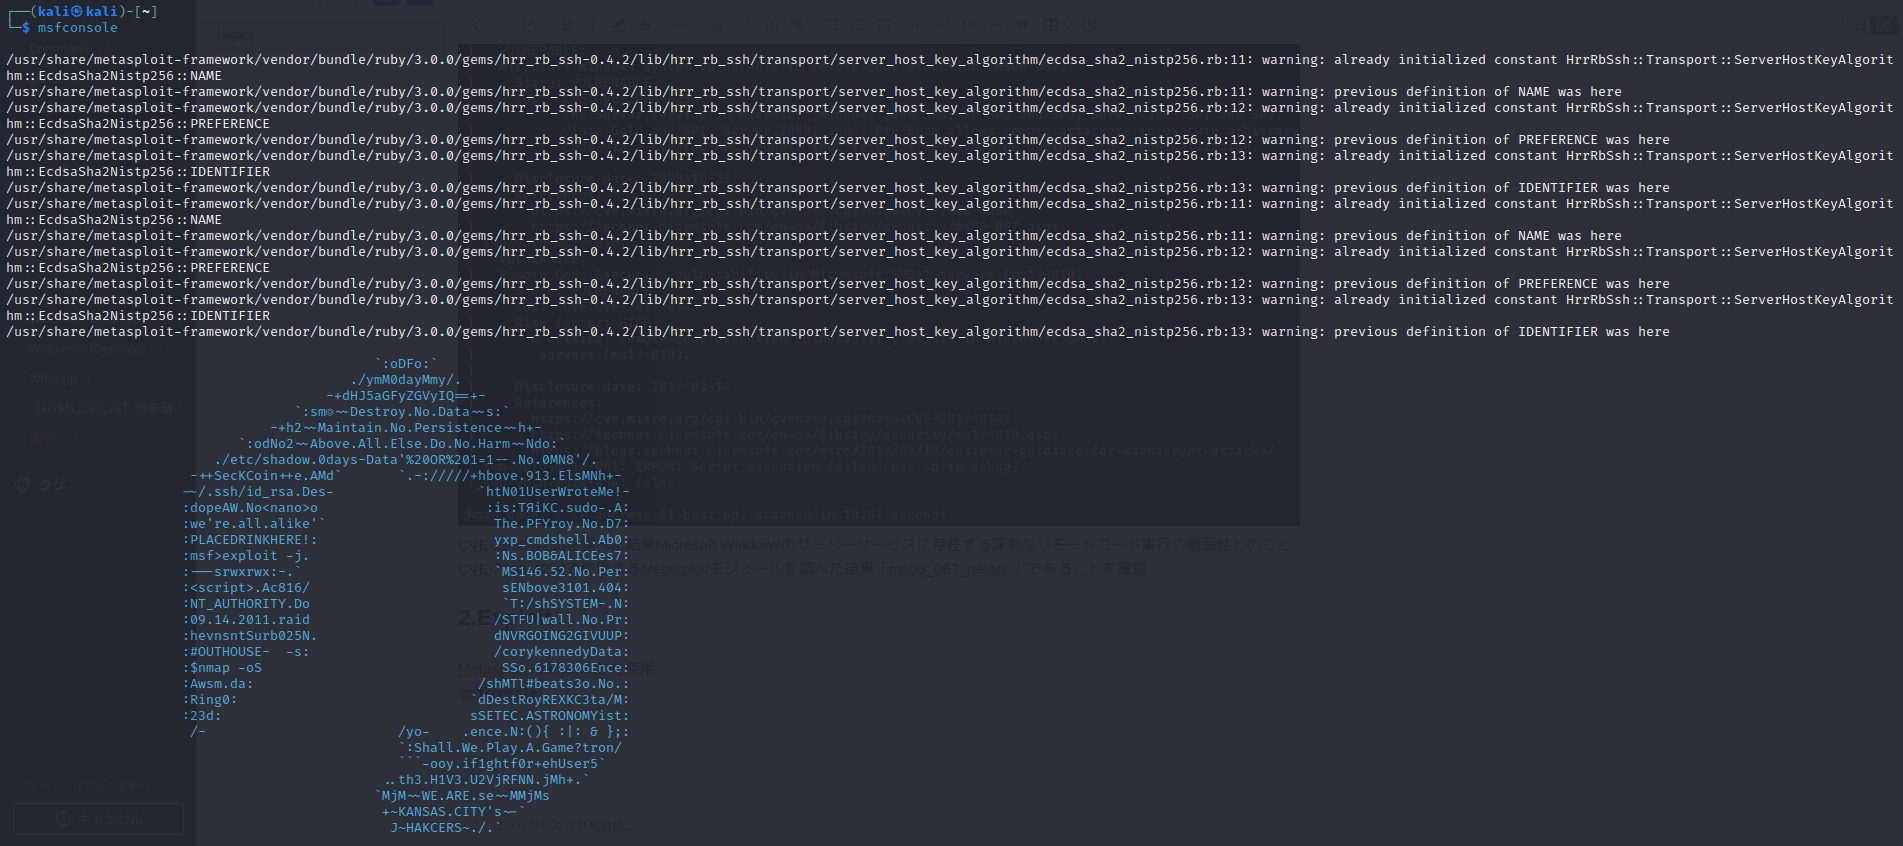 ┌──(kali㉿kali)-[~]
└─$ msfconsole
/usr/share/metasploit-framework/vendor/bundle/ruby/3.0.0/gems/hrr_rb_ssh-0.4.2/lib/hrr_rb_ssh/transport/server_host_key_algorithm/ecdsa_sha2_nistp256.rb:11: warning: already initialized constant HrrRbSsh::Transport::ServerHostKeyAlgorit
hm::EcdsaSha2Nistp256::NAME
/usr/share/metasploit-framework/vendor/bundle/ruby/3.0.0/gems/hrr_rb_ssh-0.4.2/lib/hrr_rb_ssh/transport/server_host_key_algorithm/ecdsa_sha2_nistp256.rb:11: warning: previous definition of NAME was here
/usr/share/metasploit-framework/vendor/bundle/ruby/3.0.0/gems/hrr_rb_ssh-0.4.2/lib/hrr_rb_ssh/transport/server_host_key_algorithm/ecdsa_sha2_nistp256.rb:12: warning: already initialized constant HrrRbSsh::Transport::ServerHostKeyAlgorit
hm::EcdsaSha2Nistp256::PREFERENCE
/usr/share/metasploit-framework/vendor/bundle/ruby/3.0.0/gems/hrr_rb_ssh-0.4.2/lib/hrr_rb_ssh/transport/server_host_key_algorithm/ecdsa_sha2_nistp256.rb:12: warning: previous definition of PREFERENCE was here
/usr/share/metasploit-framework/vendor/bundle/ruby/3.0.0/gems/hrr_rb_ssh-0.4.2/lib/hrr_rb_ssh/transport/server_host_key_algorithm/ecdsa_sha2_nistp256.rb:13: warning: already initialized constant HrrRbSsh::Transport::ServerHostKeyAlgorit
hm::EcdsaSha2Nistp256::IDENTIFIER
/usr/share/metasploit-framework/vendor/bundle/ruby/3.0.0/gems/hrr_rb_ssh-0.4.2/lib/hrr_rb_ssh/transport/server_host_key_algorithm/ecdsa_sha2_nistp256.rb:13: warning: previous definition of IDENTIFIER was here
/usr/share/metasploit-framework/vendor/bundle/ruby/3.0.0/gems/hrr_rb_ssh-0.4.2/lib/hrr_rb_ssh/transport/server_host_key_algorithm/ecdsa_sha2_nistp256.rb:11: warning: already initialized constant HrrRbSsh::Transport::ServerHostKeyAlgorit
hm::EcdsaSha2Nistp256::NAME
/usr/share/metasploit-framework/vendor/bundle/ruby/3.0.0/gems/hrr_rb_ssh-0.4.2/lib/hrr_rb_ssh/transport/server_host_key_algorithm/ecdsa_sha2_nistp256.rb:11: warning: previous definition of NAME was here
/usr/share/metasploit-framework/vendor/bundle/ruby/3.0.0/gems/hrr_rb_ssh-0.4.2/lib/hrr_rb_ssh/transport/server_host_key_algorithm/ecdsa_sha2_nistp256.rb:12: warning: already initialized constant HrrRbSsh::Transport::ServerHostKeyAlgorit
hm::EcdsaSha2Nistp256::PREFERENCE
/usr/share/metasploit-framework/vendor/bundle/ruby/3.0.0/gems/hrr_rb_ssh-0.4.2/lib/hrr_rb_ssh/transport/server_host_key_algorithm/ecdsa_sha2_nistp256.rb:12: warning: previous definition of PREFERENCE was here
/usr/share/metasploit-framework/vendor/bundle/ruby/3.0.0/gems/hrr_rb_ssh-0.4.2/lib/hrr_rb_ssh/transport/server_host_key_algorithm/ecdsa_sha2_nistp256.rb:13: warning: already initialized constant HrrRbSsh::Transport::ServerHostKeyAlgorit
hm::EcdsaSha2Nistp256::IDENTIFIER
/usr/share/metasploit-framework/vendor/bundle/ruby/3.0.0/gems/hrr_rb_ssh-0.4.2/lib/hrr_rb_ssh/transport/server_host_key_algorithm/ecdsa_sha2_nistp256.rb:13: warning: previous definition of IDENTIFIER was here
`:oDFo:`
./ymM0dayMmy/.
-+dHJ5aGFyZGVyIQ==+-
`:sm⏣~~Destroy.No.Data~~s:`
-+h2~~Maintain.No.Persistence~~h+-
`:odNo2~~Above.All.Else.Do.No.Harm~~Ndo:`
./etc/shadow.0days-Data'%20OR%201=1--.No.0MN8'/.
-++SecKCoin++e.AMd`       `.-://///+hbove.913.ElsMNh+-
-~/.ssh/id_rsa.Des-                  `htN01UserWroteMe!-
:dopeAW.No<nano>o                     :is:TЯiKC.sudo-.A:
:we're.all.alike'`                     The.PFYroy.No.D7:
:PLACEDRINKHERE!:                      yxp_cmdshell.Ab0:
:msf>exploit -j.                       :Ns.BOB&ALICEes7:
:---srwxrwx:-.`                        `MS146.52.No.Per:
:<script>.Ac816/                        sENbove3101.404:
:NT_AUTHORITY.Do                        `T:/shSYSTEM-.N:
:09.14.2011.raid                       /STFU|wall.No.Pr:
:hevnsntSurb025N.                      dNVRGOING2GIVUUP:
:#OUTHOUSE-  -s:                       /corykennedyData:
:$nmap -oS                              SSo.6178306Ence:
:Awsm.da:                            /shMTl#beats3o.No.:
:Ring0:                             `dDestRoyREXKC3ta/M:
:23d:                               sSETEC.ASTRONOMYist:
/-                        /yo-    .ence.N:(){ :|: & };:
`:Shall.We.Play.A.Game?tron/
```-ooy.if1ghtf0r+ehUser5`
..th3.H1V3.U2VjRFNN.jMh+.`
`MjM~~WE.ARE.se~~MMjMs
+~KANSAS.CITY's~-`
J~HAKCERS~./.`